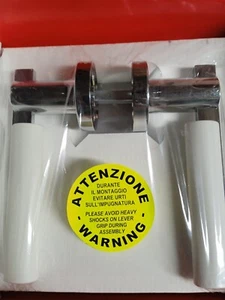 ATTENZIONE
DURANTE
IL MONTAGGIO
EVITARE URTI
SULL'IMPUGNATURA
PLEASE AVOID HEAVY
SHOCKS ON LEVER
GRIP DURING
ASSEMBLY
- WARNING -